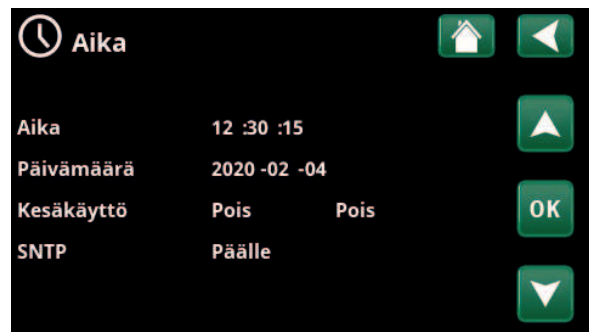 Aika
Aika 12 :30 :15
Päivämäärä 2020 -02 -04
Kesäkäyttö Pois Pois
OK
SNTP Päälle